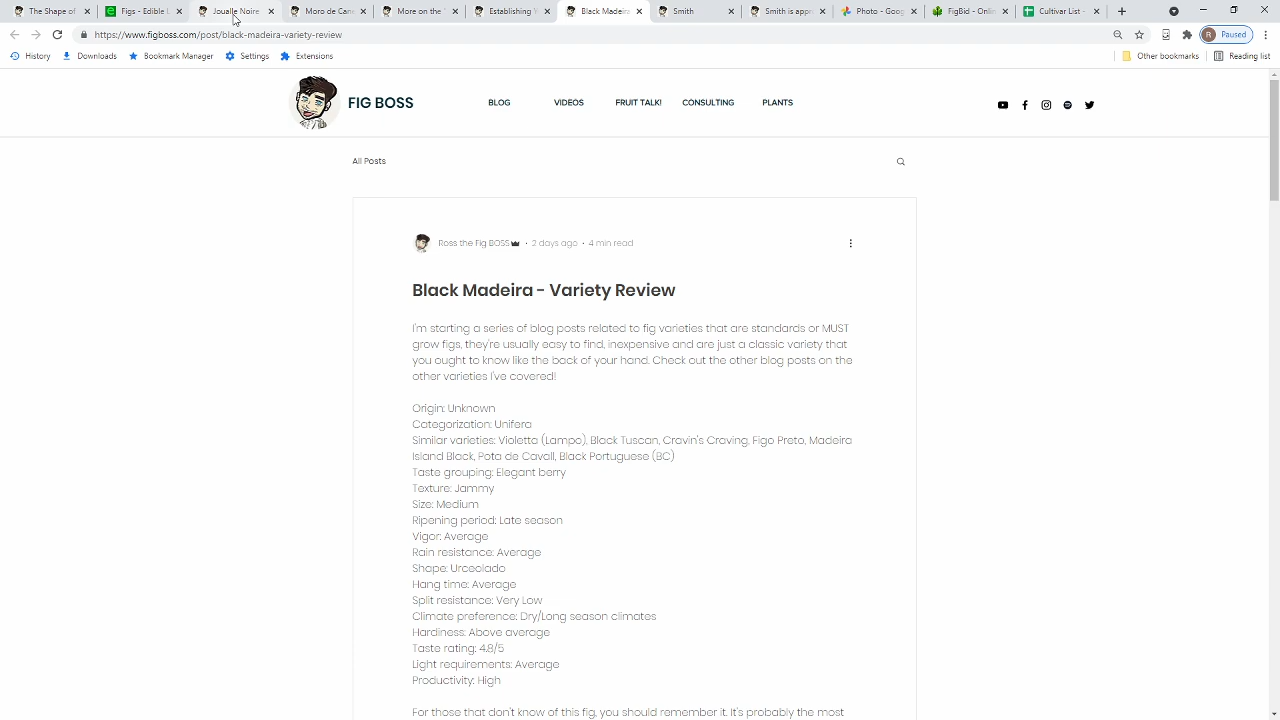 The Shape of
Figs - Edible L
Joualle Noire
Moro de Can
More on the
Establishing
Black Madeira
Smith
Smith is a per
Photo - Goog
FigBid - Onlin
Cultivar List -
https://www.figboss.com/post/black-madeira-variety-review
R Paused
History Downloads Bookmark Manager Settings Extensions Other bookmarks Reading list
FIG BOSS BLOG VIDEOS FRUIT TALK! CONSULTING PLANTS
All Posts
Ross the Fig BOSS · 2 days ago · 4 min read
Black Madeira - Variety Review
I'm starting a series of blog posts related to fig varieties that are standards or MUST
grow figs, they're usually easy to find, inexpensive and are just a classic variety that
you ought to know like the back of your hand. Check out the other blog posts on the
other varieties I've covered!
Origin: Unknown
Categorization: Unifera
Similar varieties: Violetta (Lampo), Black Tuscan, Cravin's Craving, Figo Preto, Madeira
Island Black, Pota de Cavall, Black Portuguese (BC)
Taste grouping: Elegant berry
Texture: Jammy
Size: Medium
Ripening period: Late season
Vigor: Average
Rain resistance: Average
Shape: Urceolado
Hang time: Average
Split resistance: Very Low
Climate preference: Dry/Long season climates
Hardiness: Above average
Taste rating: 4.8/5
Light requirements: Average
Productivity: High
For those that don't know of this fig, you should remember it. It's probably the most